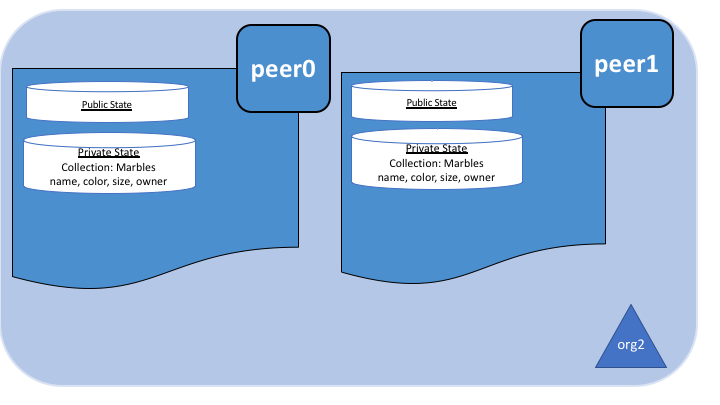 peer0
Public State
Private State
Collection: Marbles
name, color, size, owner
peer1
Public State
Private State
Collection: Marbles
name, color, size, owner
org2